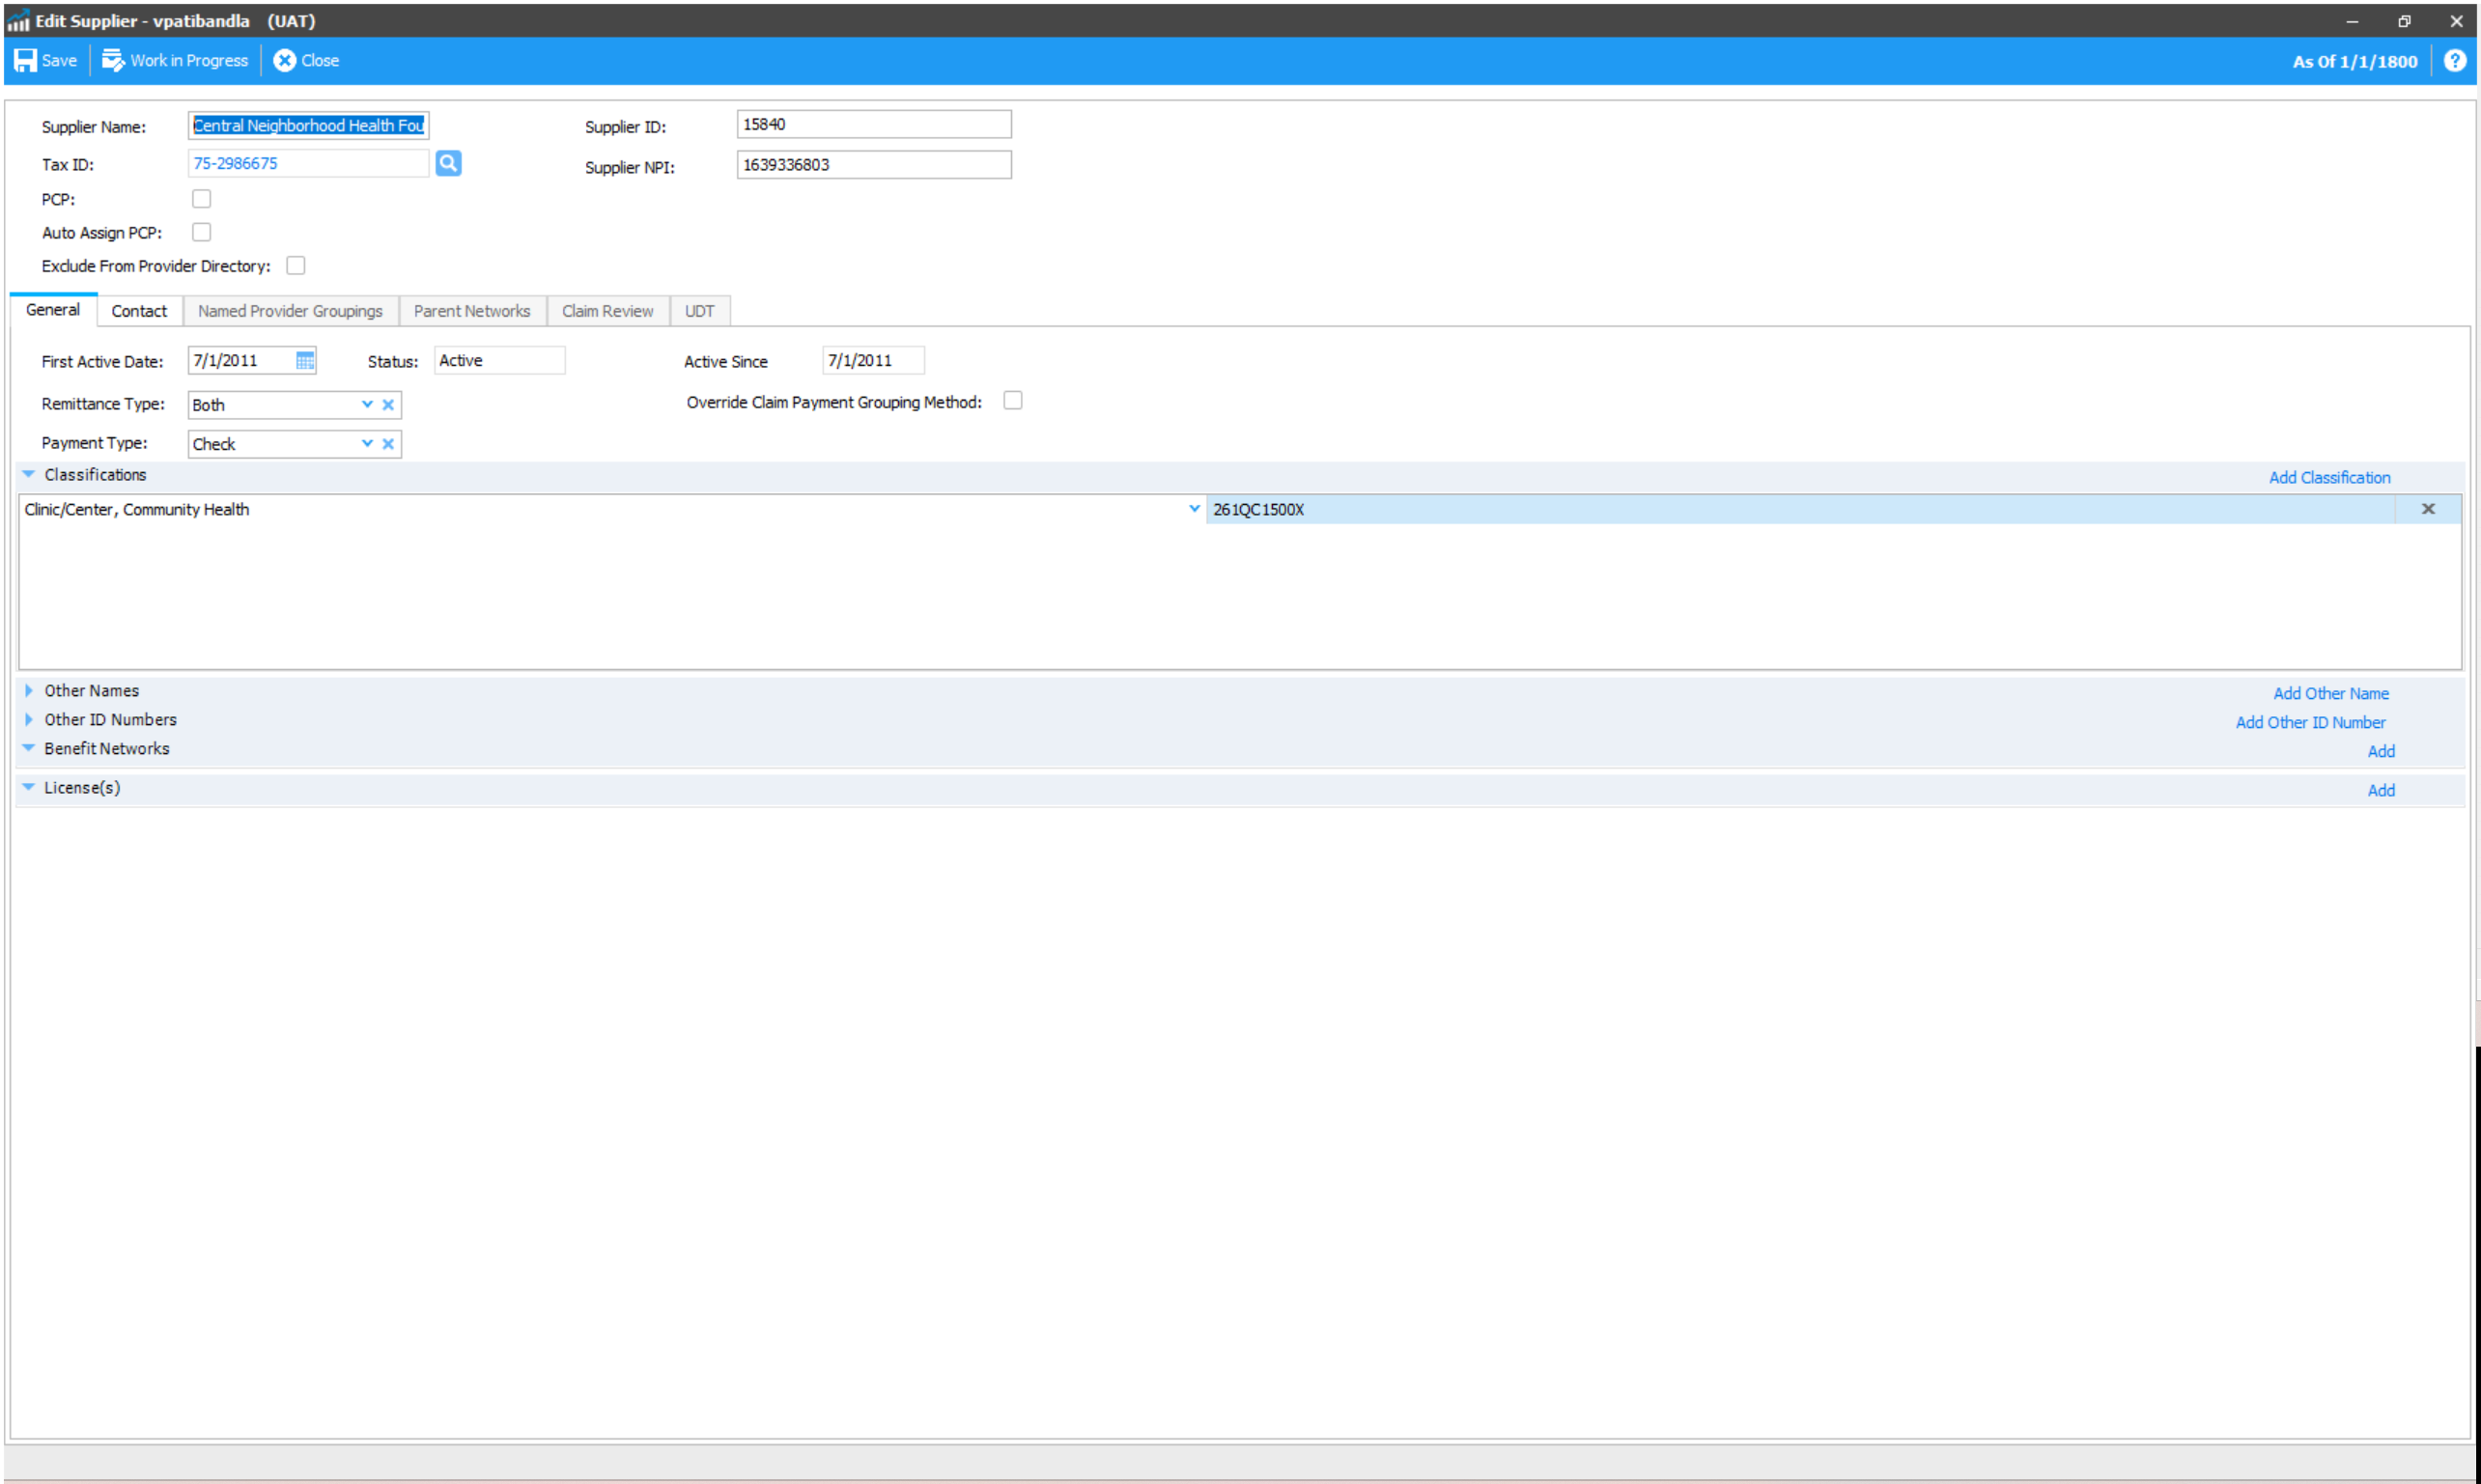 Edit Supplier - vpatibandla (UAT)
Save Work in Progress Close As Of 1/1/1800 ?
Supplier Name: Central Neighborhood Health Fou Supplier ID: 15840
Tax ID: 75-2986675 Supplier NPI: 1639336803
PCP:
Auto Assign PCP:
Exclude From Provider Directory:
General Contact Named Provider Groupings Parent Networks Claim Review UDT
First Active Date: 7/1/2011 Status: Active Active Since 7/1/2011
Remittance Type: Both Override Claim Payment Grouping Method:
Payment Type: Check
Classifications Add Classification
Clinic/Center, Community Health 261QC1500X
Other Names Add Other Name
Other ID Numbers Add Other ID Number
Benefit Networks Add
License(s) Add